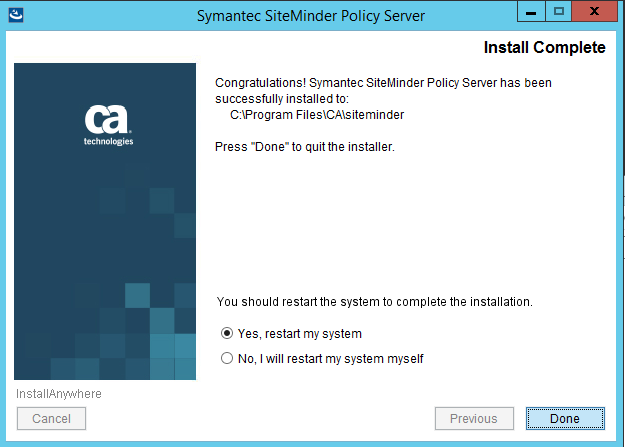 Symantec SiteMinder Policy Server
Install Complete
ca
technologies
Congratulations! Symantec SiteMinder Policy Server has been
successfully installed to:
C:\Program Files\CA\siteminder
Press "Done" to quit the installer.
You should restart the system to complete the installation.
Yes, restart my system
No, I will restart my system myself
InstallAnywhere
Cancel
Previous
Done